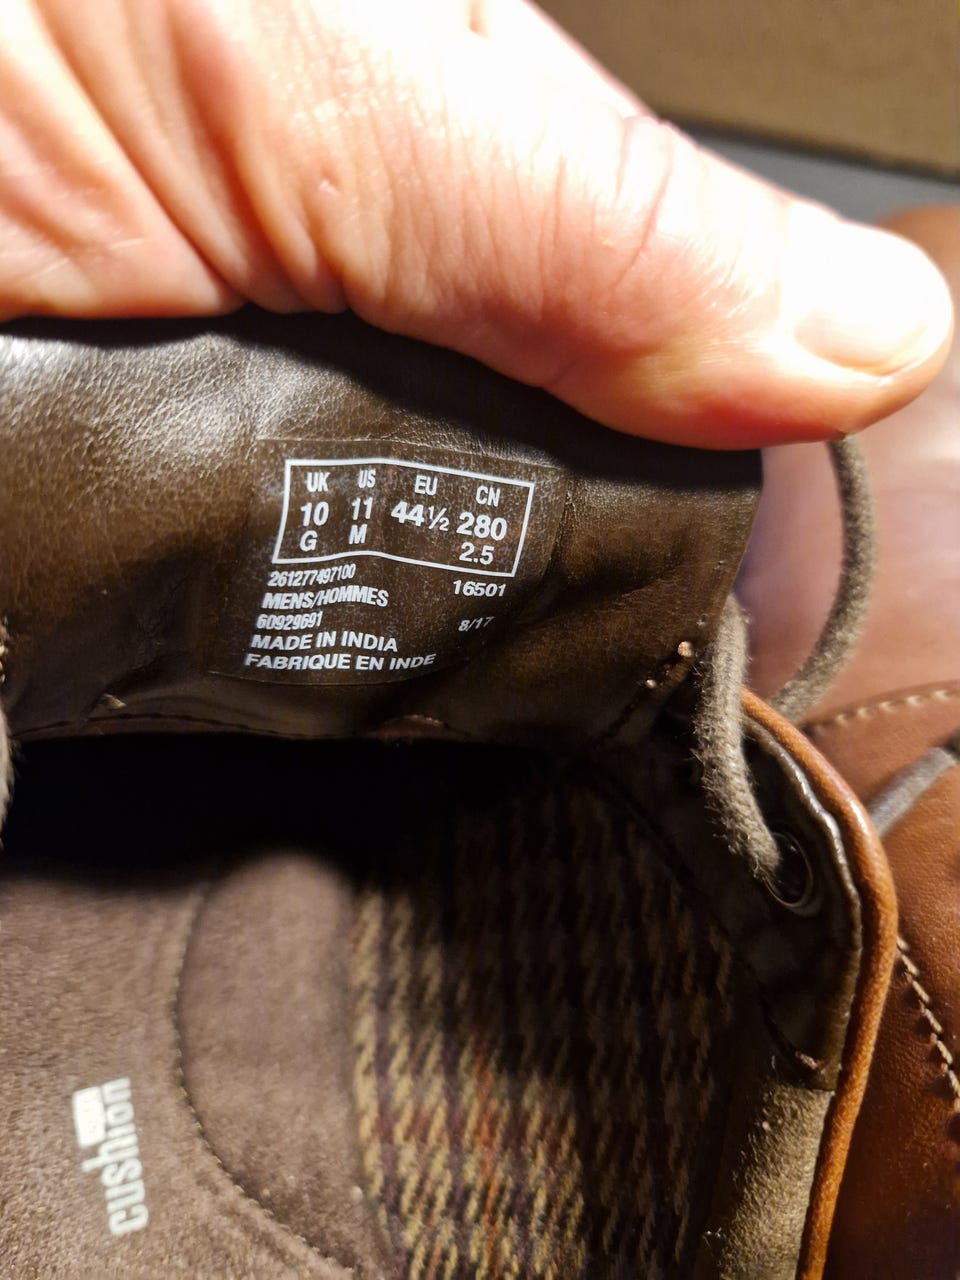 UK US EU CN
10 11 44½ 280
G M 2.5
261277497100 16501
MENS/HOMMES
60929691 8/17
MADE IN INDIA
FABRIQUE EN INDE
cushion